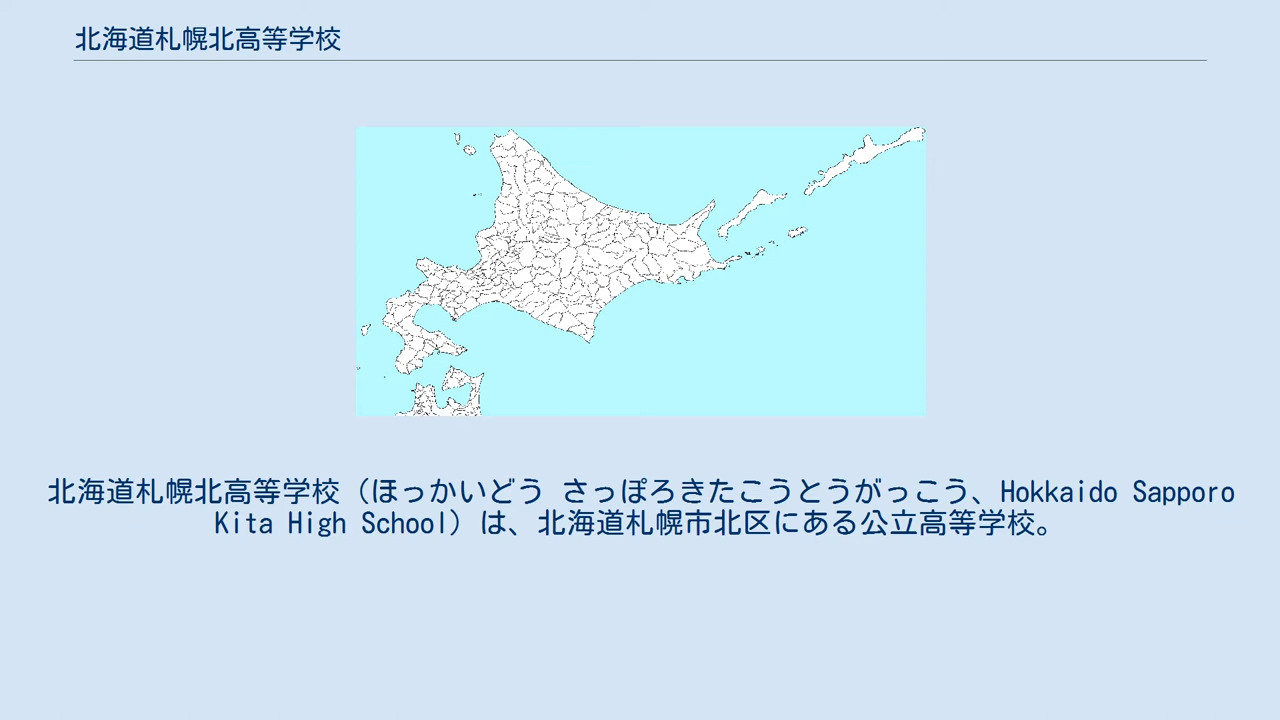 北海道札幌北高等学校
北海道札幌北高等学校（ほっかいどう さっぽろきたこうとうがっこう、Hokkaido Sapporo
Kita High School）は、北海道札幌市北区にある公立高等学校。